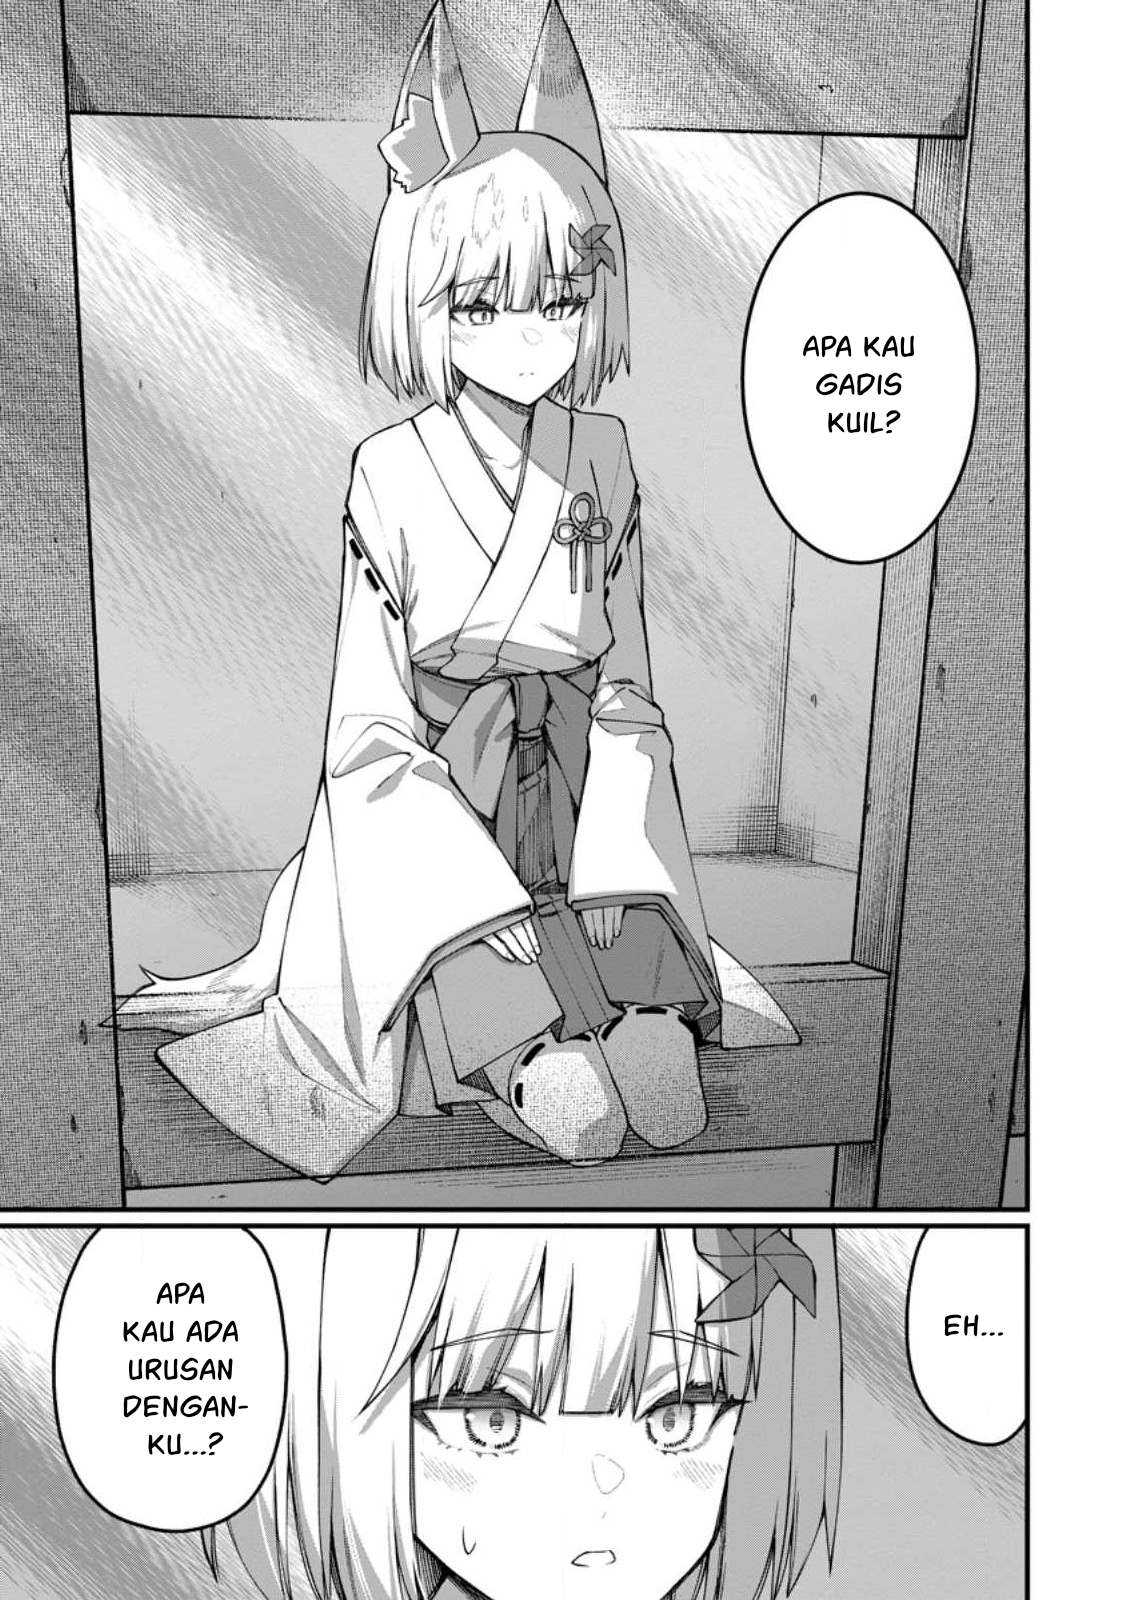 APA KAU
GADIS
KUIL?
EH...
APA
KAU ADA
URUSAN
DENGAN-
KU...?